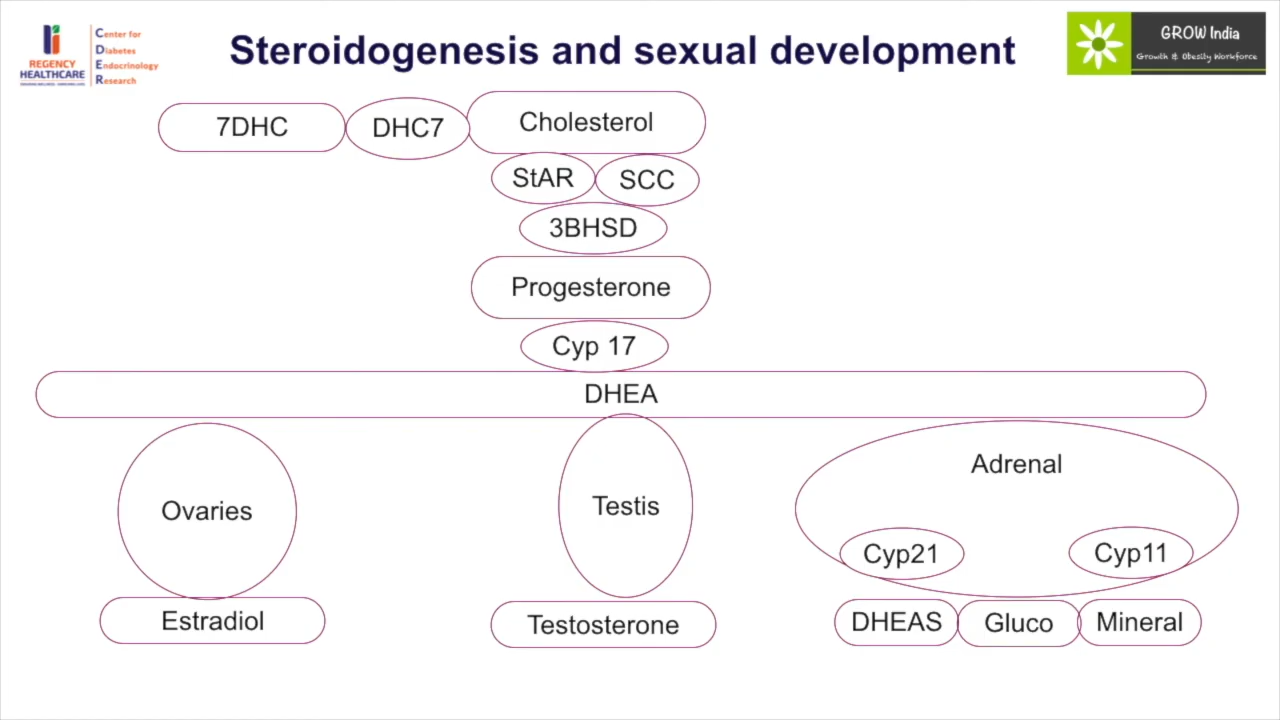 REGENCY
HEALTHCARE
Center for
Diabetes
Endocrinology
Research
Steroidogenesis and sexual development
GROW India
Growth & Obesity Workforce
7DHC
DHC7
Cholesterol
StAR
SCC
3BHSD
Progesterone
Cyp 17
DHEA
Ovaries
Testis
Adrenal
Cyp21
Cyp11
Estradiol
Testosterone
DHEAS
Gluco
Mineral